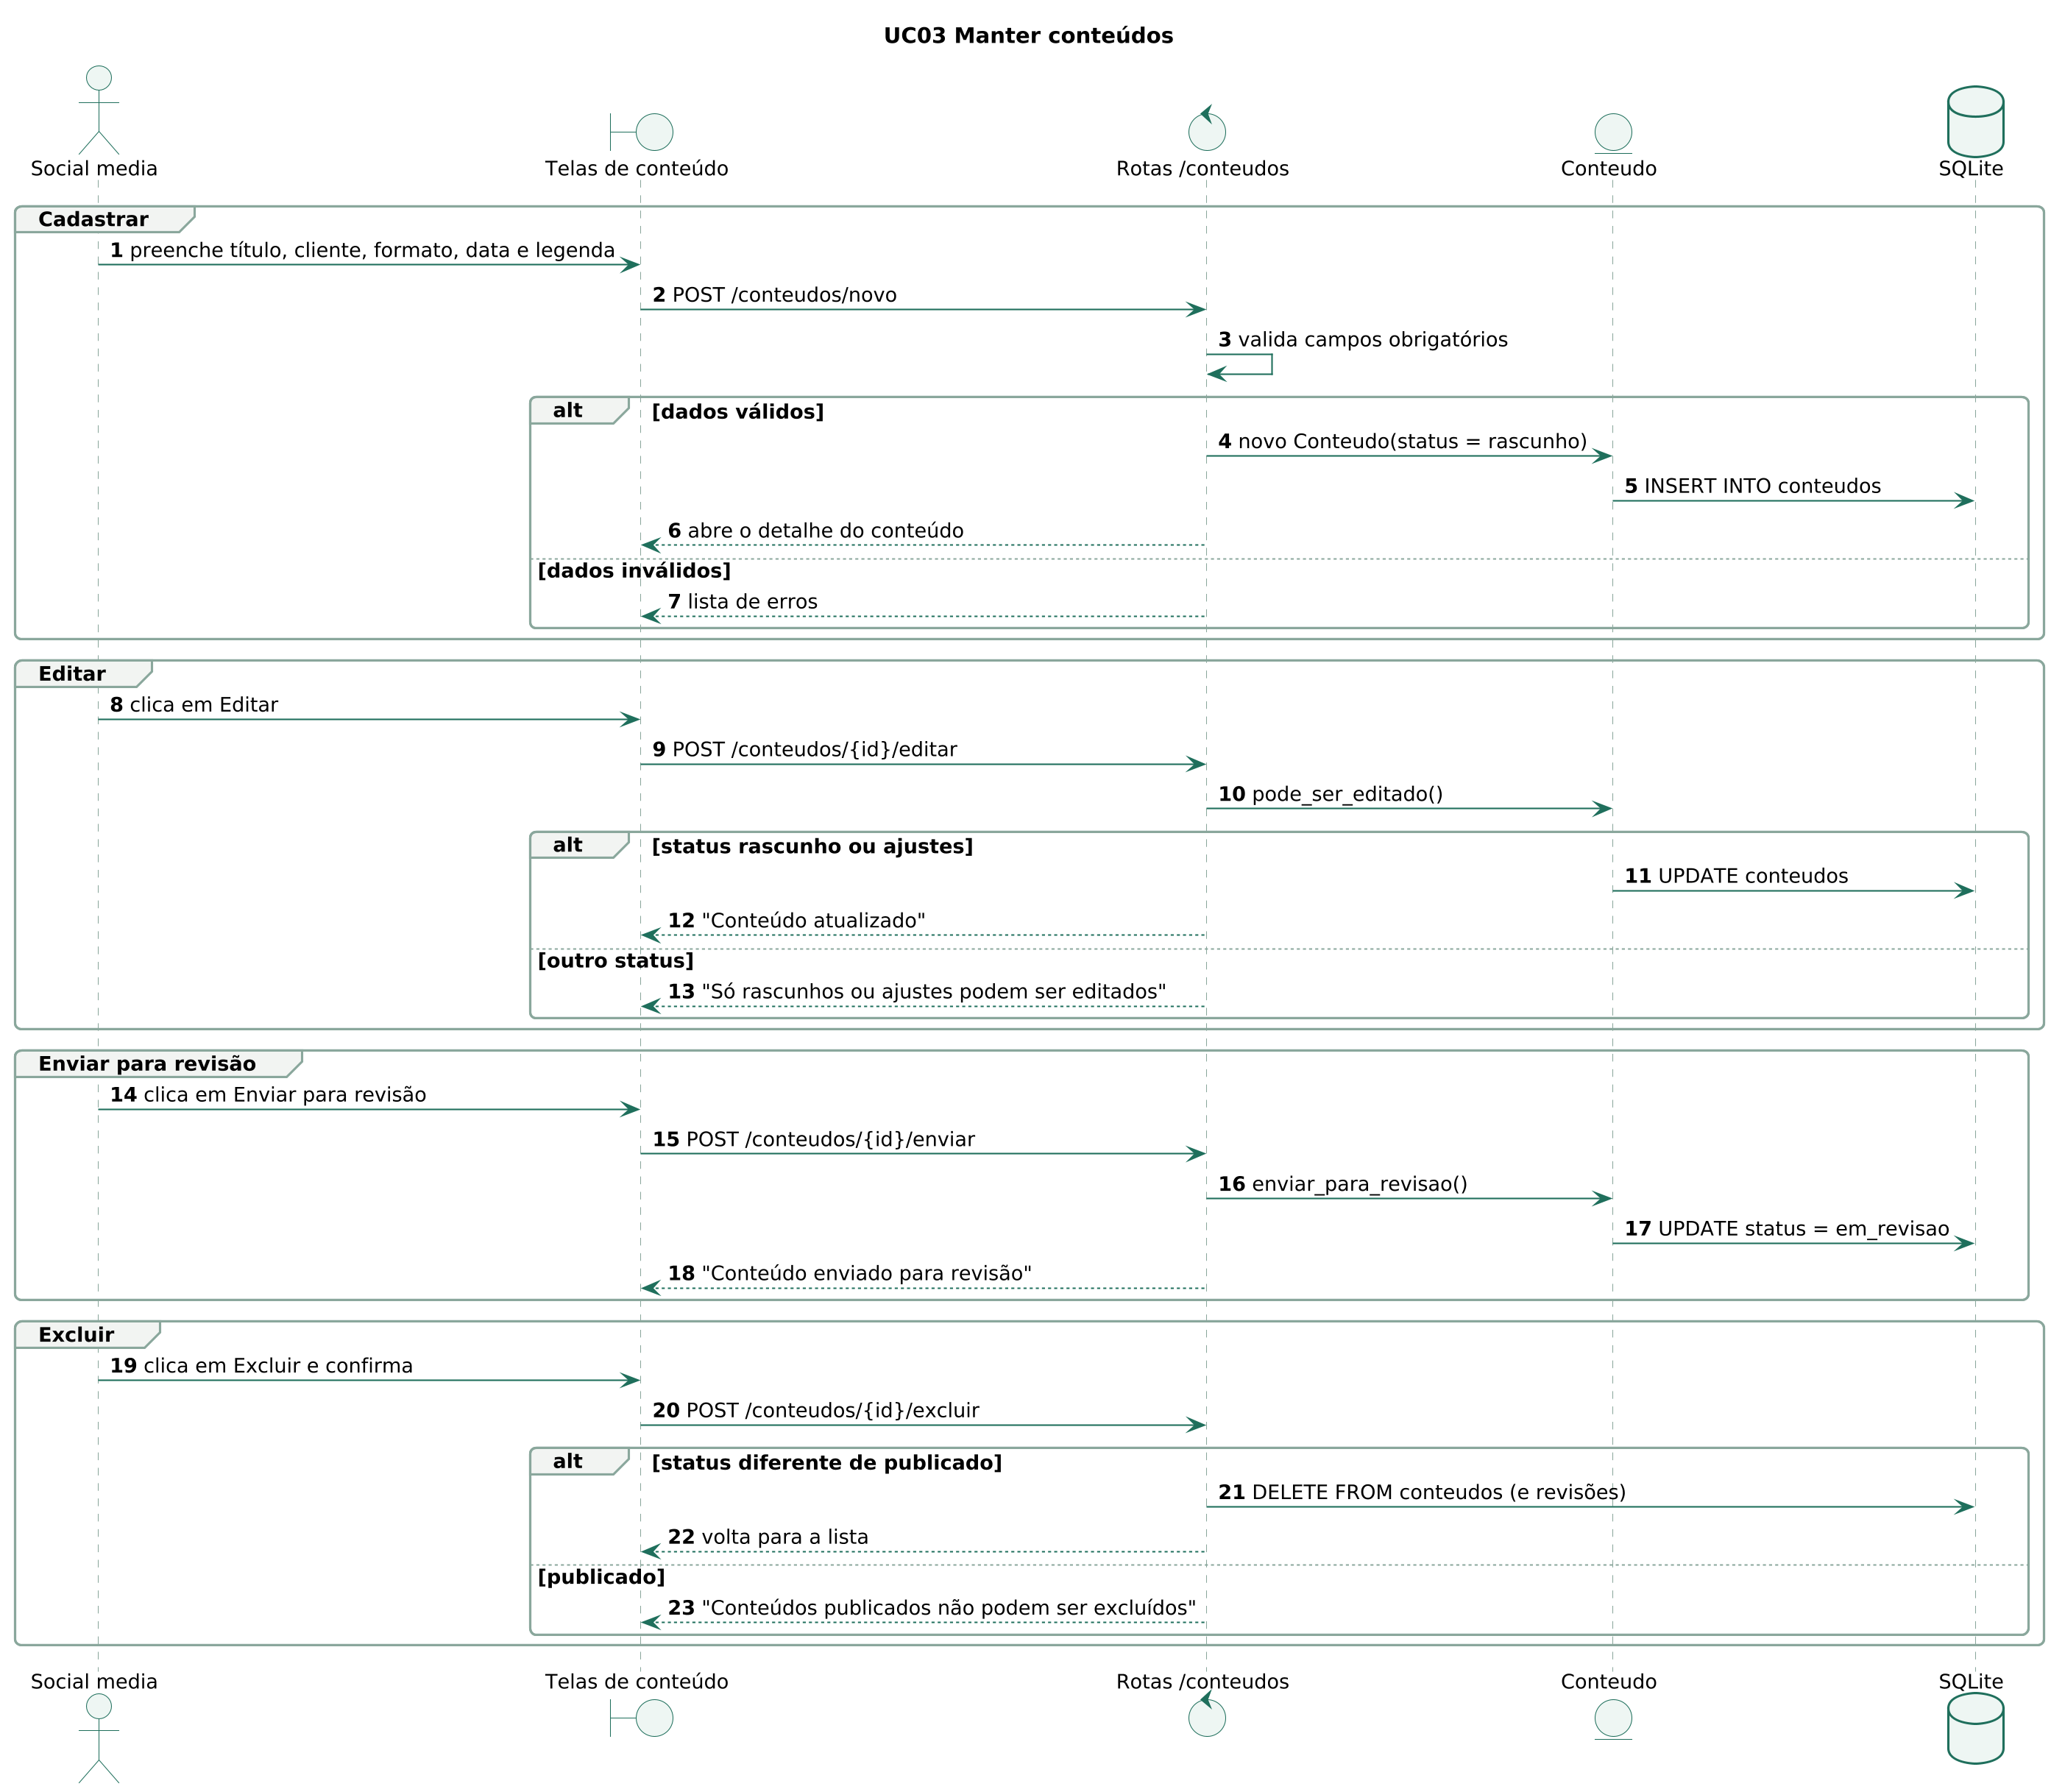 UC03 Manter conteúdos
Social media
Telas de conteúdo
Rotas /conteudos
Conteudo
SQLite
Cadastrar
1 preenche título, cliente, formato, data e legenda
2 POST /conteudos/novo
3 valida campos obrigatórios
alt [dados válidos]
4 novo Conteudo(status = rascunho)
5 INSERT INTO conteudos
6 abre o detalhe do conteúdo
[dados inválidos]
7 lista de erros
Editar
8 clica em Editar
9 POST /conteudos/{id}/editar
10 pode_ser_editado()
alt [status rascunho ou ajustes]
11 UPDATE conteudos
12 "Conteúdo atualizado"
[outro status]
13 "Só rascunhos ou ajustes podem ser editados"
Enviar para revisão
14 clica em Enviar para revisão
15 POST /conteudos/{id}/enviar
16 enviar_para_revisao()
17 UPDATE status = em_revisao
18 "Conteúdo enviado para revisão"
Excluir
19 clica em Excluir e confirma
20 POST /conteudos/{id}/excluir
alt [status diferente de publicado]
21 DELETE FROM conteudos (e revisões)
22 volta para a lista
[publicado]
23 "Conteúdos publicados não podem ser excluídos"
Social media
Telas de conteúdo
Rotas /conteudos
Conteudo
SQLite